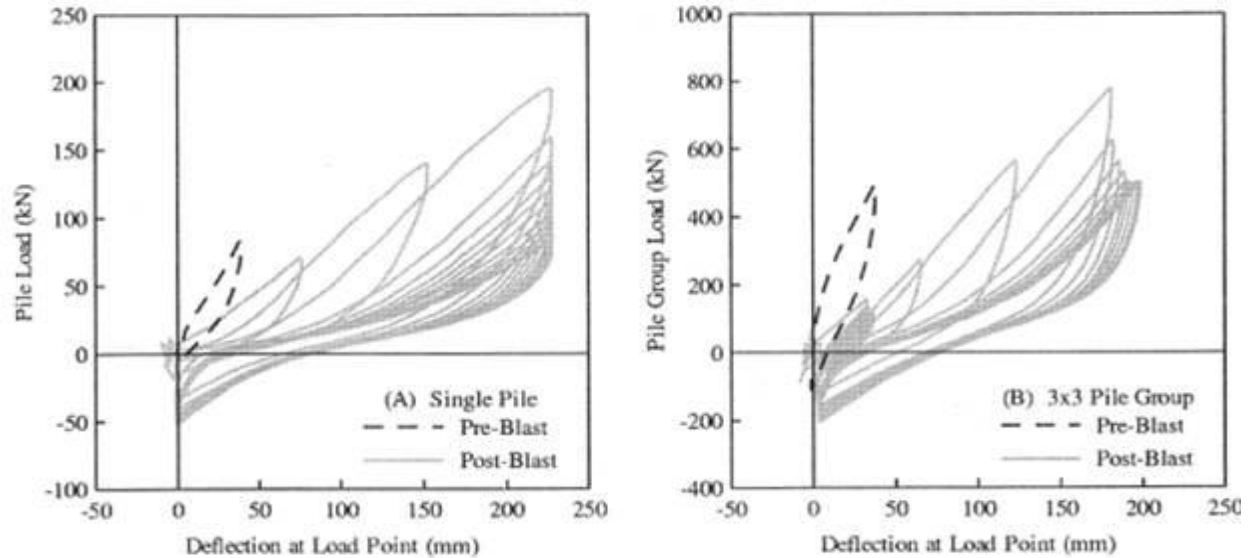 250
200
150
100
50
0
-50
-100
Pile Load (kN)
-50 0 50 100 150 200 250
Deflection at Load Point (mm)
(A) Single Pile
Pre-Blast
Post-Blast
1000
800
600
400
200
0
-200
-400
Pile Group Load (kN)
-50 0 50 100 150 200 250
Deflection at Load Point (mm)
(B) 3x3 Pile Group
Pre-Blast
Post-Blast